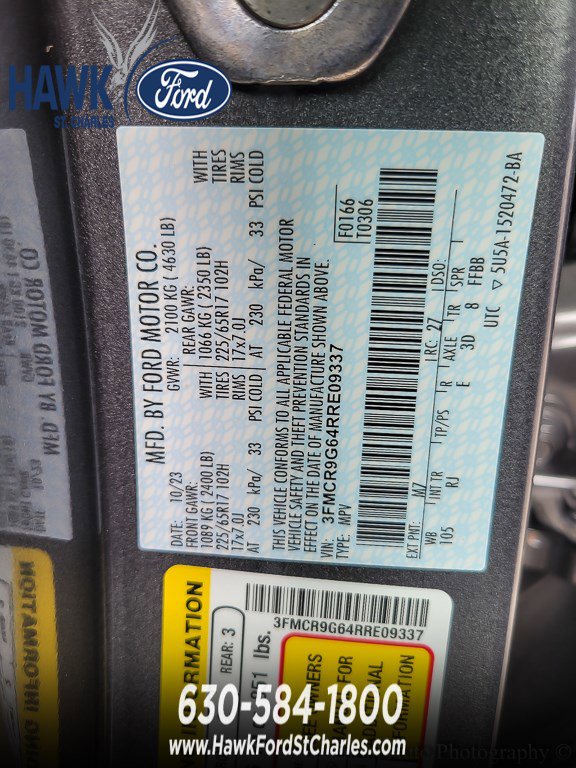 HAWK
Ford
ST. CHARLES
MFD. BY FORD MOTOR CO.
10/23 GVWR: 2100 KG ( 4630 LB)
FRONT GAWR: REAR GAWR:
1089 KG ( 2400 LB) 1066 KG ( 2350 LB) WITH
225/65R17 102H TIRES 225/65R17 102H TIRES
17x7.0J RIMS 17x7.0J RIMS
AT 230 kPa/ 33 PSI COLD AT 230 kPa/ 33 PSI COLD
THIS VEHICLE CONFORMS TO ALL APPLICABLE FEDERAL MOTOR
VEHICLE SAFETY AND THEFT PREVENTION STANDARDS IN
EFFECT ON THE DATE OF MANUFACTURE SHOWN ABOVE.
VIN: 3FMCR9G64RRE09337
TYPE: MPV
F0166
T0306
EXT PNT: M7 RC: 27 DSO:
WB INT TR TP/PS R AXLE TR SPR
105 RJ E 3D 8 FFBB
UTC ▽ 5U5A-1520472-BA
3FMCR9G64RRE09337
REAR: 3
lbs.
WED BY FORD MOTOR CO
630-584-1800
www.HawkFordStCharles.com
Photography ©